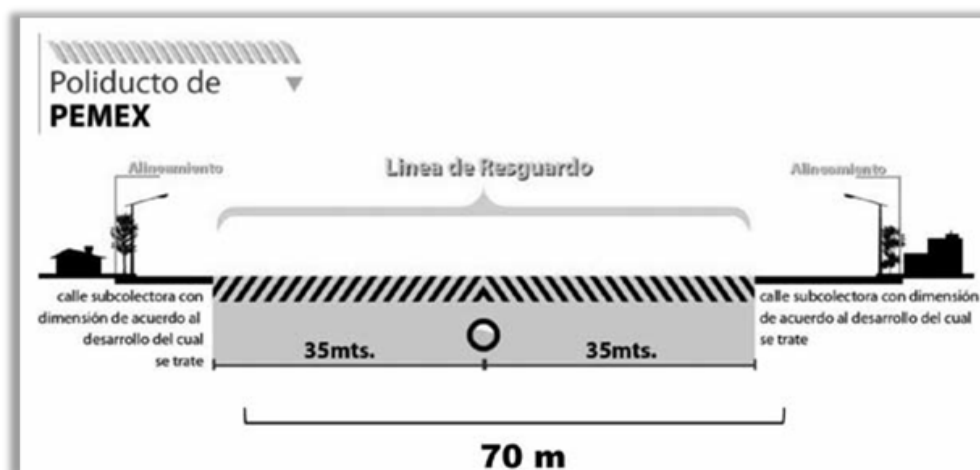 Poliducto de
PEMEX
Alineamiento
Linea de Resguardo
Alineamiento
calle subcolectora con
dimensión de acuerdo al
desarrollo del cual
se trate
calle subcolectora con dimensión
de acuerdo al desarrollo del cual
se trate
35mts.
35mts.
70 m